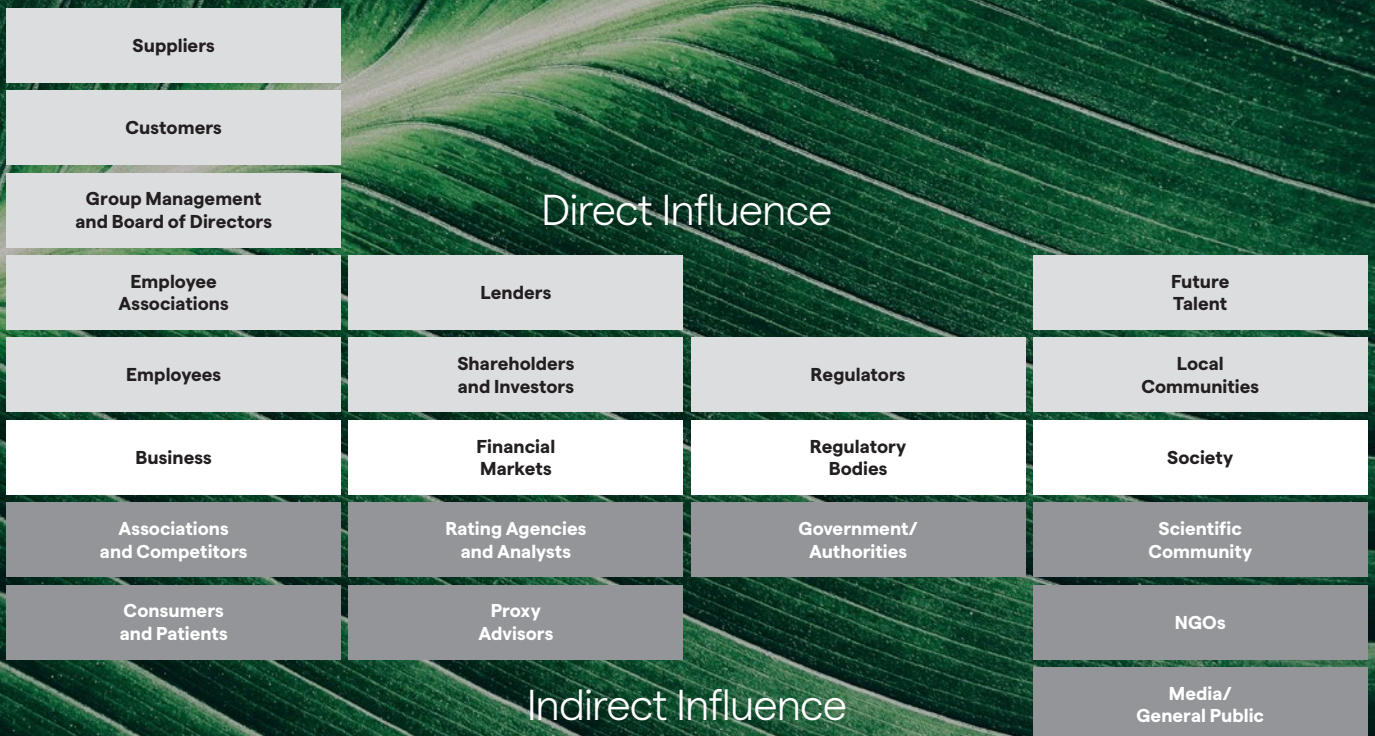 Suppliers
Customers
Group Management
and Board of Directors
Direct Influence
Employee
Associations
Lenders
Future
Talent
Employees
Shareholders
and Investors
Regulators
Local
Communities
Business
Financial
Markets
Regulatory
Bodies
Society
Associations
and Competitors
Rating Agencies
and Analysts
Government/
Authorities
Scientific
Community
Consumers
and Patients
Proxy
Advisors
NGOs
Indirect Influence
Media/
General Public